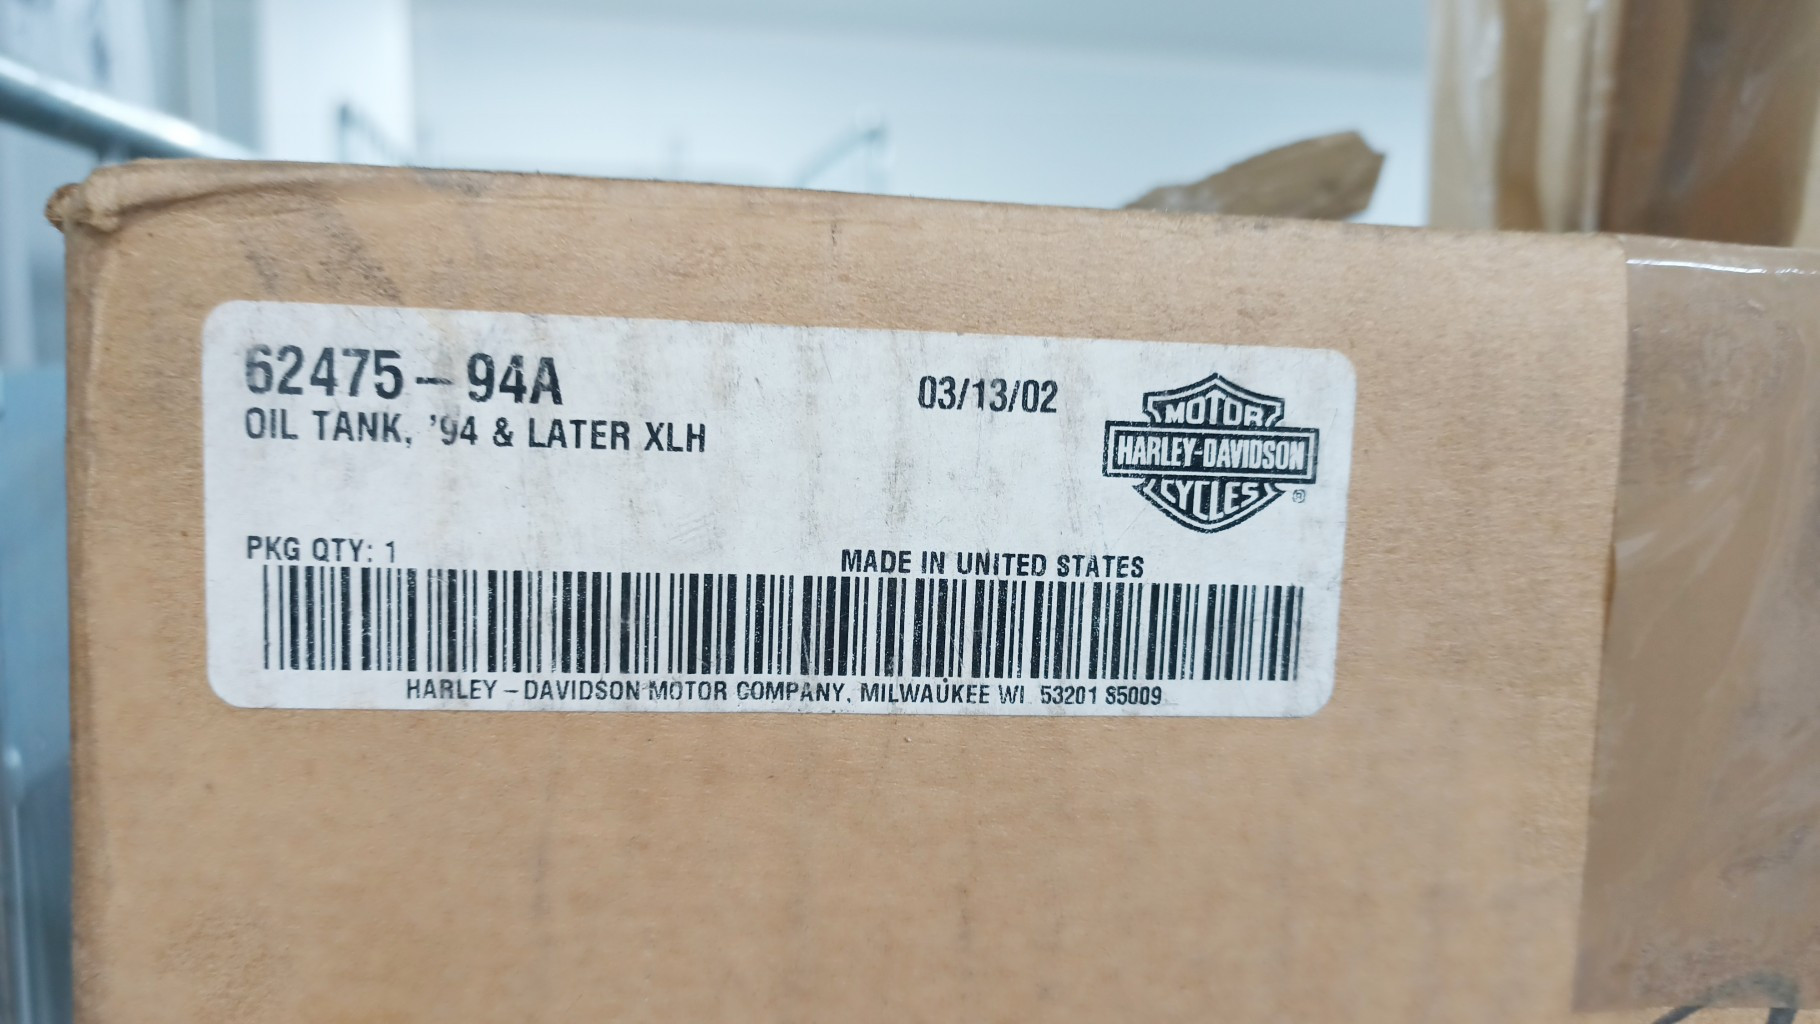 62475-94A
OIL TANK, '94 & LATER XLH
03/13/02
MOTOR
HARLEY-DAVIDSON
CYCLES ®
PKG QTY: 1
MADE IN UNITED STATES
HARLEY-DAVIDSON MOTOR COMPANY, MILWAUKEE WI 53201 85009